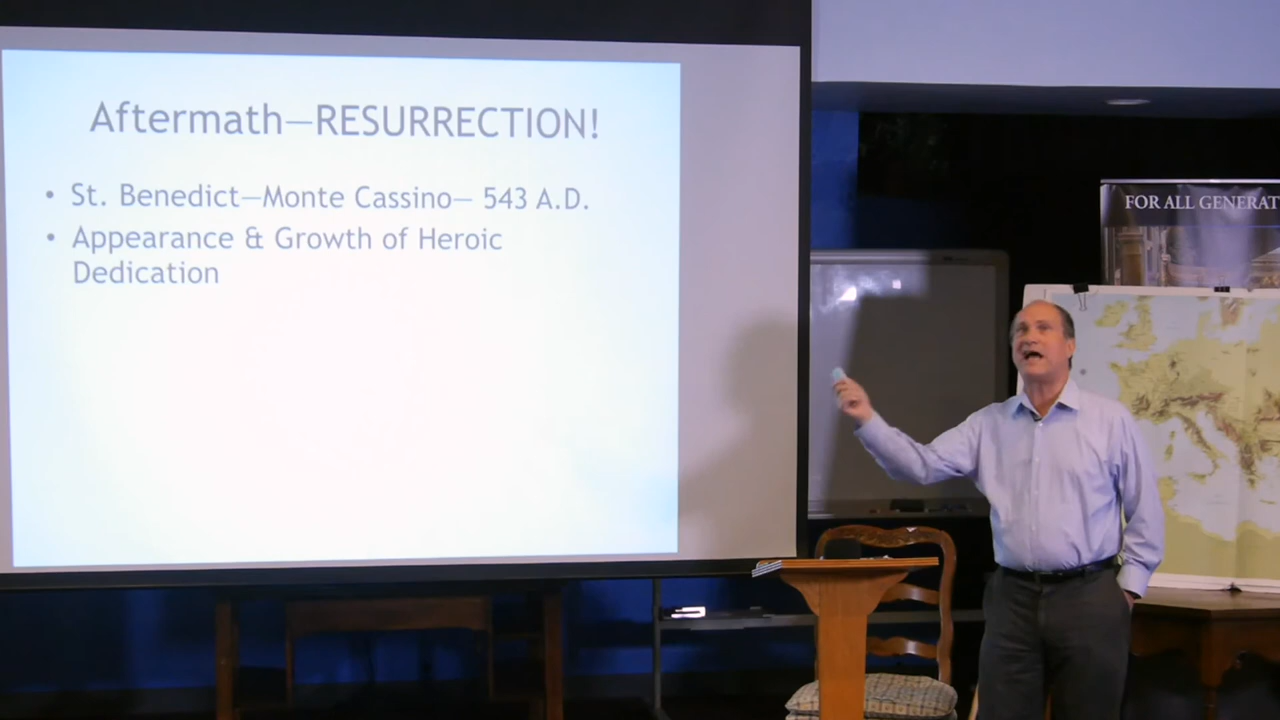 Aftermath—RESURRECTION!
• St. Benedict—Monte Cassino— 543 A.D.
• Appearance & Growth of Heroic
Dedication
FOR ALL GENERAT